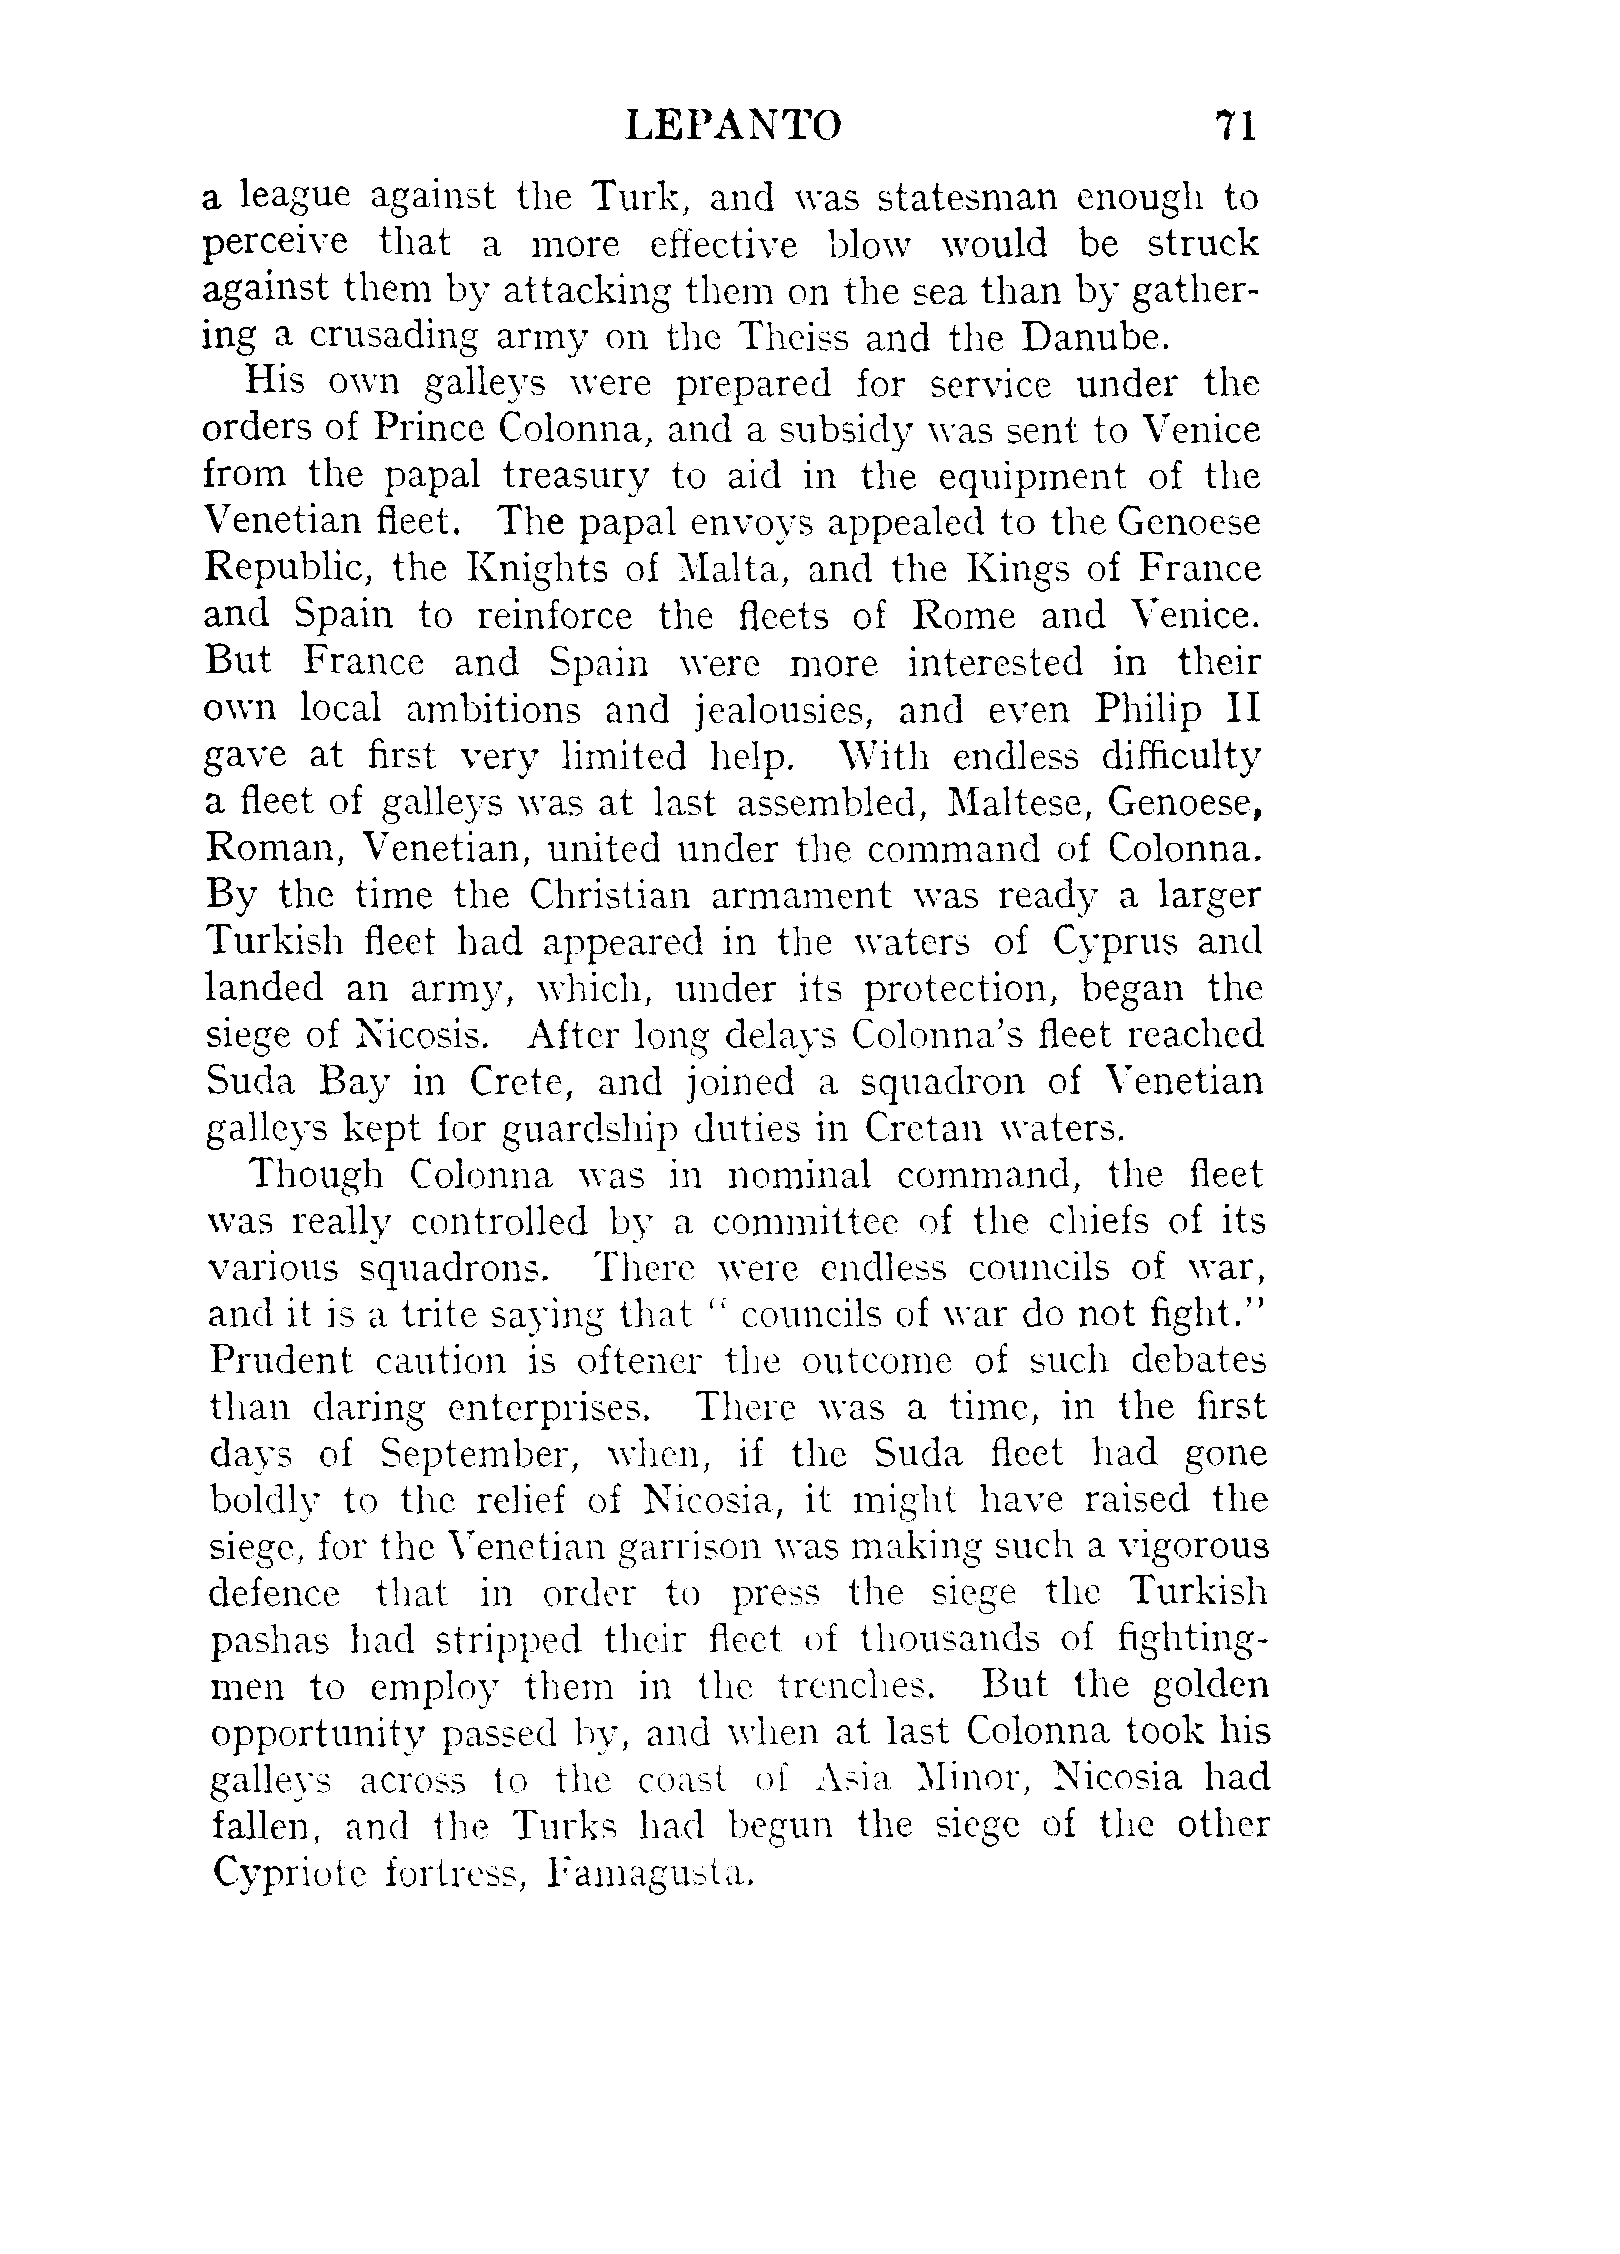 LEPANTO 71
a league against the Turk, and was statesman enough to
perceive that a more effective blow would be struck
against them by attacking them on the sea than by gather-
ing a crusading army on the Theiss and the Danube.
His own galleys were prepared for service under the
orders of Prince Colonna, and a subsidy was sent to Venice
from the papal treasury to aid in the equipment of the
Venetian fleet. The papal envoys appealed to the Genoese
Republic, the Knights of Malta, and the Kings of France
and Spain to reinforce the fleets of Rome and Venice.
But France and Spain were more interested in their
own local ambitions and jealousies, and even Philip II
gave at first very limited help. With endless difficulty
a fleet of galleys was at last assembled, Maltese, Genoese,
Roman, Venetian, united under the command of Colonna.
By the time the Christian armament was ready a larger
Turkish fleet had appeared in the waters of Cyprus and
landed an army, which, under its protection, began the
siege of Nicosis. After long delays Colonna's fleet reached
Suda Bay in Crete, and joined a squadron of Venetian
galleys kept for guardship duties in Cretan waters.
Though Colonna was in nominal command, the fleet
was really controlled by a committee of the chiefs of its
various squadrons. There were endless councils of war,
and it is a trite saying that " councils of war do not fight."
Prudent caution is oftener the outcome of such debates
than daring enterprises. There was a time, in the first
days of September, when, if the Suda fleet had gone
boldly to the relief of Nicosia, it might have raised the
siege, for the Venetian garrison was making such a vigorous
defence that in order to press the siege the Turkish
pashas had stripped their fleet of thousands of fighting-
men to employ them in the trenches. But the golden
opportunity passed by, and when at last Colonna took his
galleys across to the coast of Asia Minor, Nicosia had
fallen, and the Turks had begun the siege of the other
Cypriote fortress, Famagusta.